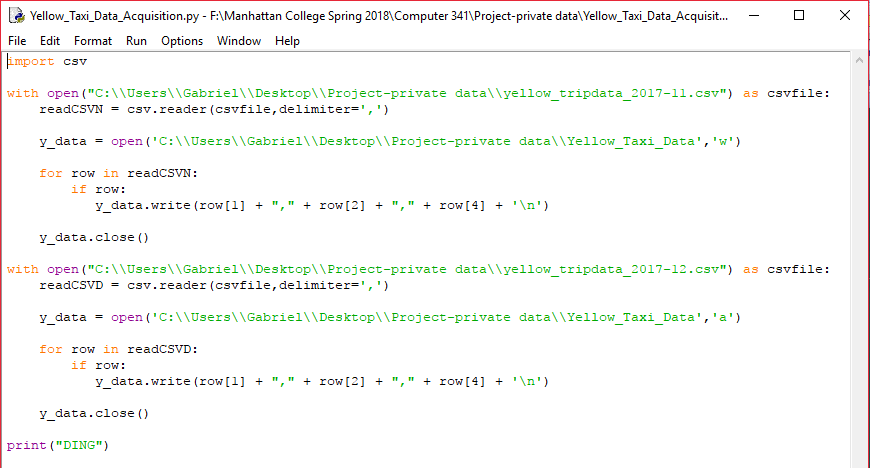 Yellow_Taxi_Data_Acquisition.py - F:\Manhattan College Spring 2018\Computer 341\Project-private data\Yellow_Taxi_Data_Acquisit...
File Edit Format Run Options Window Help
import csv

with open("C:\\Users\\Gabriel\\Desktop\\Project-private data\\yellow_tripdata_2017-11.csv") as csvfile:
    readCSVN = csv.reader(csvfile,delimiter=',')

    y_data = open('C:\\Users\\Gabriel\\Desktop\\Project-private data\\Yellow_Taxi_Data','w')

    for row in readCSVN:
        if row:
           y_data.write(row[1] + "," + row[2] + "," + row[4] + '\n')

    y_data.close()

with open("C:\\Users\\Gabriel\\Desktop\\Project-private data\\yellow_tripdata_2017-12.csv") as csvfile:
    readCSVD = csv.reader(csvfile,delimiter=',')

    y_data = open('C:\\Users\\Gabriel\\Desktop\\Project-private data\\Yellow_Taxi_Data','a')

    for row in readCSVD:
        if row:
           y_data.write(row[1] + "," + row[2] + "," + row[4] + '\n')

    y_data.close()

print("DING")